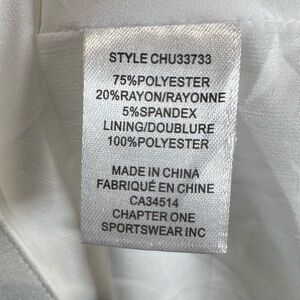 STYLE CHU33733
75%POLYESTER
20%RAYON/RAYONNE
5%SPANDEX
LINING/DOUBLURE
100%POLYESTER
MADE IN CHINA
FABRIQUÉ EN CHINE
CA34514
CHAPTER ONE
SPORTSWEAR INC